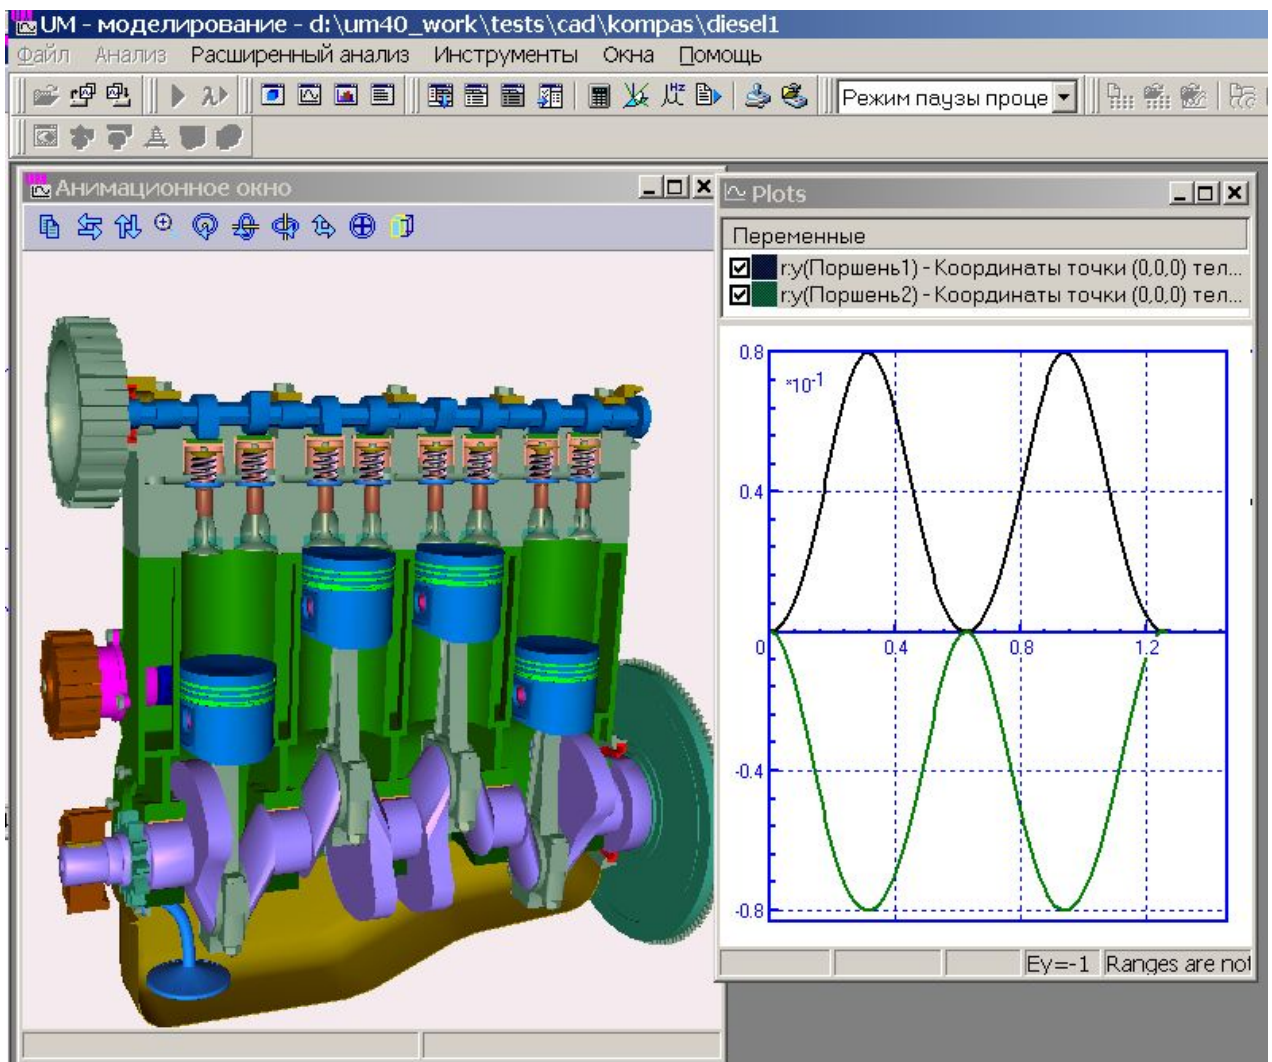 UM - моделирование - d:\um40_work\tests\cad\kompas\diesel1
Файл Анализ Расширенный анализ Инструменты Окна Помощь
Режим паузы проце
Анимационное окно
Plots
Переменные
r:y(Поршень1) - Координаты точки (0,0,0) тел...
r:y(Поршень2) - Координаты точки (0,0,0) тел...
0.8
*10⁻¹
0.4
0 0.4 0.8 1.2
-0.4
-0.8
Ey=-1 Ranges are not